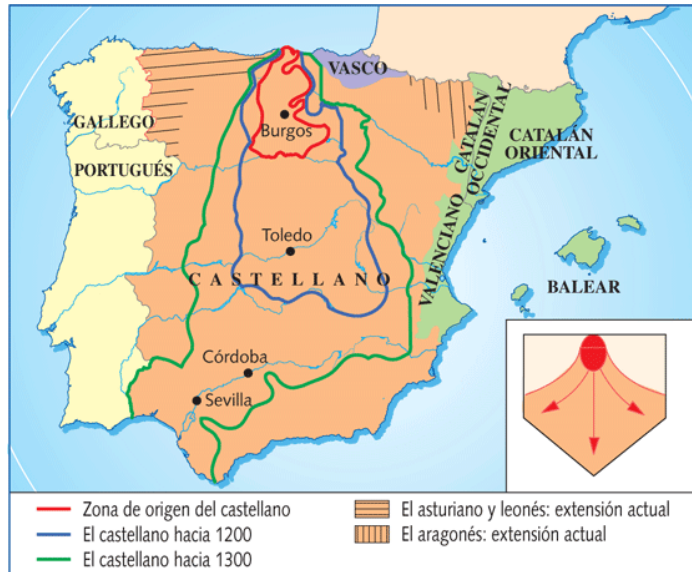 VASCO
GALLEGO
Burgos
CATALÁN
OCCIDENTAL
CATALÁN
ORIENTAL
PORTUGUÉS
Toledo
VALENCIANO
CASTELLANO
BALEAR
Córdoba
Sevilla
Zona de origen del castellano
El castellano hacia 1200
El castellano hacia 1300
El asturiano y leonés: extensión actual
El aragonés: extensión actual